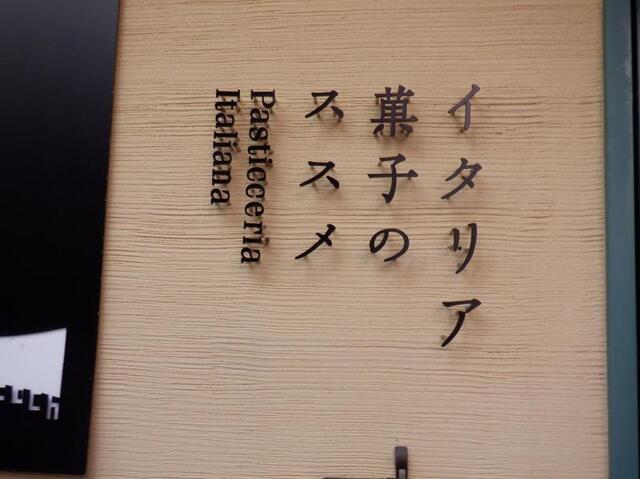 イタリア
菓子の
ススメ
Pasticceria
Italiana